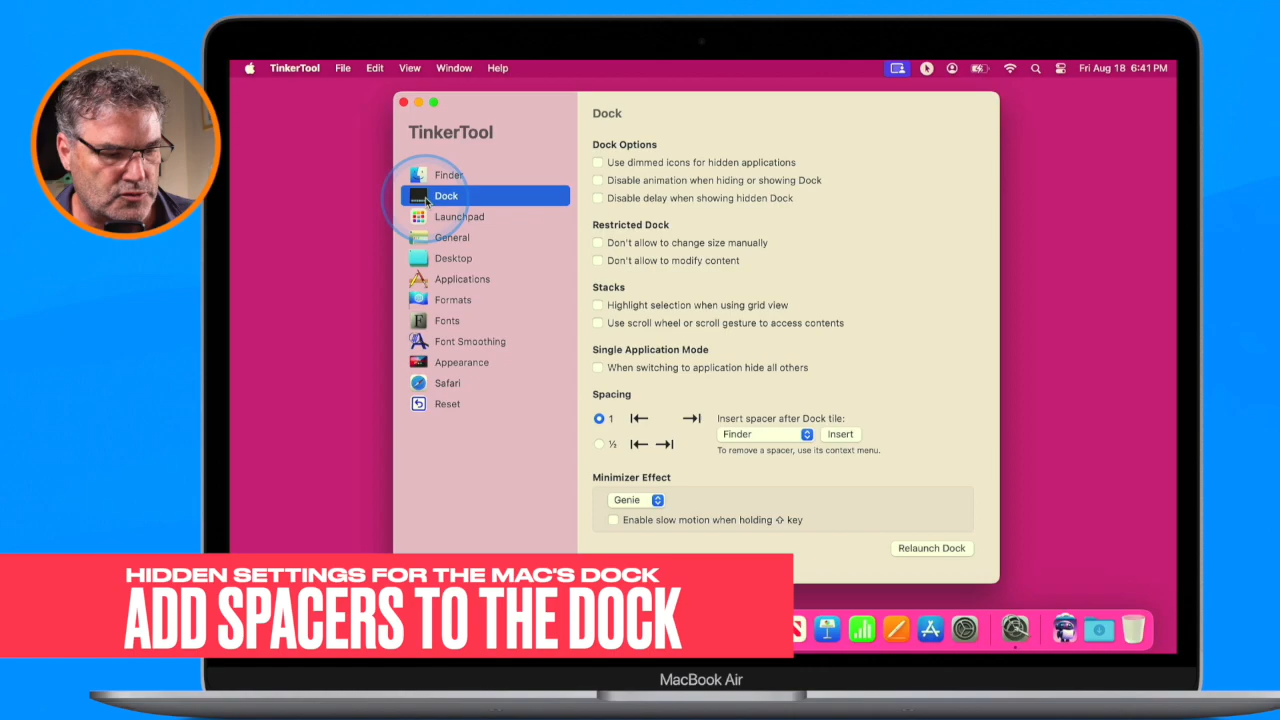 TinkerTool File Edit View Window Help
Fri Aug 18 6:41 PM
TinkerTool
Finder
Dock
Launchpad
General
Desktop
Applications
Formats
Fonts
Font Smoothing
Appearance
Safari
Reset
Dock
Dock Options
Use dimmed icons for hidden applications
Disable animation when hiding or showing Dock
Disable delay when showing hidden Dock
Restricted Dock
Don't allow to change size manually
Don't allow to modify content
Stacks
Highlight selection when using grid view
Use scroll wheel or scroll gesture to access contents
Single Application Mode
When switching to application hide all others
Spacing
1
½
Insert spacer after Dock tile:
Finder Insert
To remove a spacer, use its context menu.
Minimizer Effect
Genie
Enable slow motion when holding ⇧ key
Relaunch Dock
HIDDEN SETTINGS FOR THE MAC'S DOCK
ADD SPACERS TO THE DOCK
MacBook Air